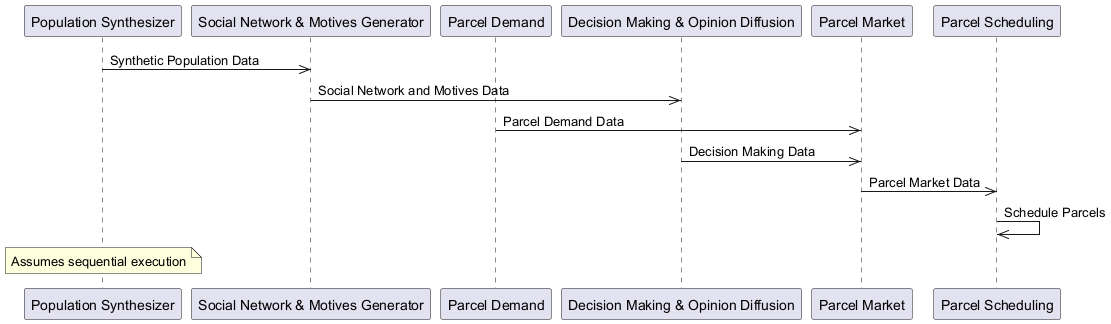 Population Synthesizer
Social Network & Motives Generator
Parcel Demand
Decision Making & Opinion Diffusion
Parcel Market
Parcel Scheduling
Synthetic Population Data
Social Network and Motives Data
Parcel Demand Data
Decision Making Data
Parcel Market Data
Schedule Parcels
Assumes sequential execution
Population Synthesizer
Social Network & Motives Generator
Parcel Demand
Decision Making & Opinion Diffusion
Parcel Market
Parcel Scheduling